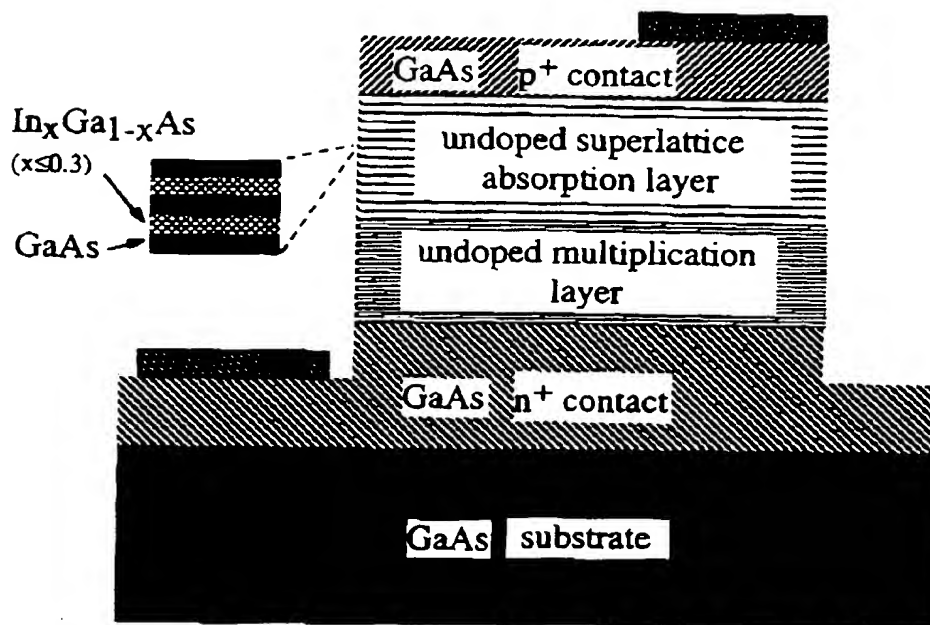 GaAs p+ contact
InxGa1-xAs
(x≤0.3)
GaAs
undoped superlattice
absorption layer
undoped multiplication
layer
GaAs n+ contact
GaAs substrate